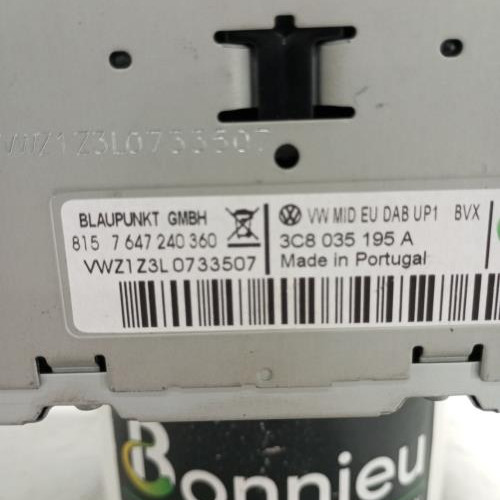 VWZ1Z3L0733507
BLAUPUNKT GMBH
815 7 647 240 360
VWZ1Z3L0733507
VW MID EU DAB UP1 BVX
3C8 035 195 A
Made in Portugal
Bonnieu